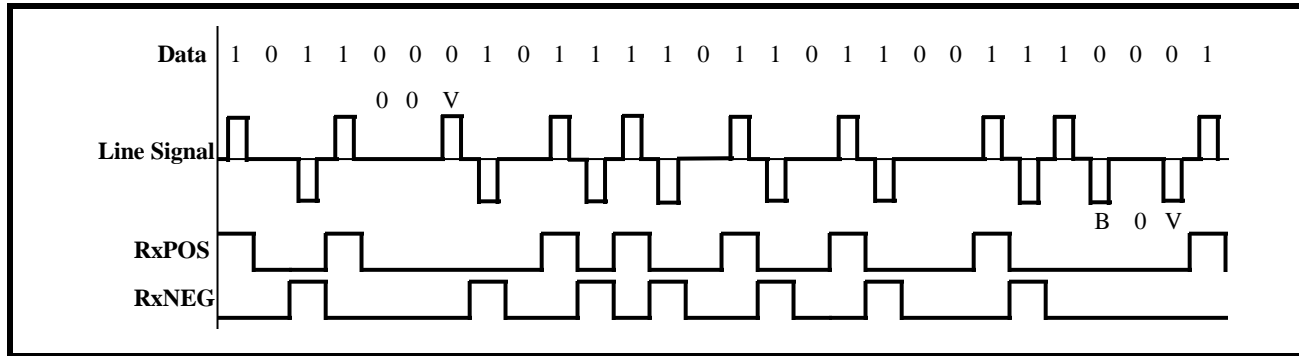 Data 1 0 1 1 0 0 0 1 0 1 1 1 1 0 1 1 0 1 1 0 0 1 1 1 0 0 0 1
0 0 V
Line Signal
B 0 V
RxPOS
RxNEG